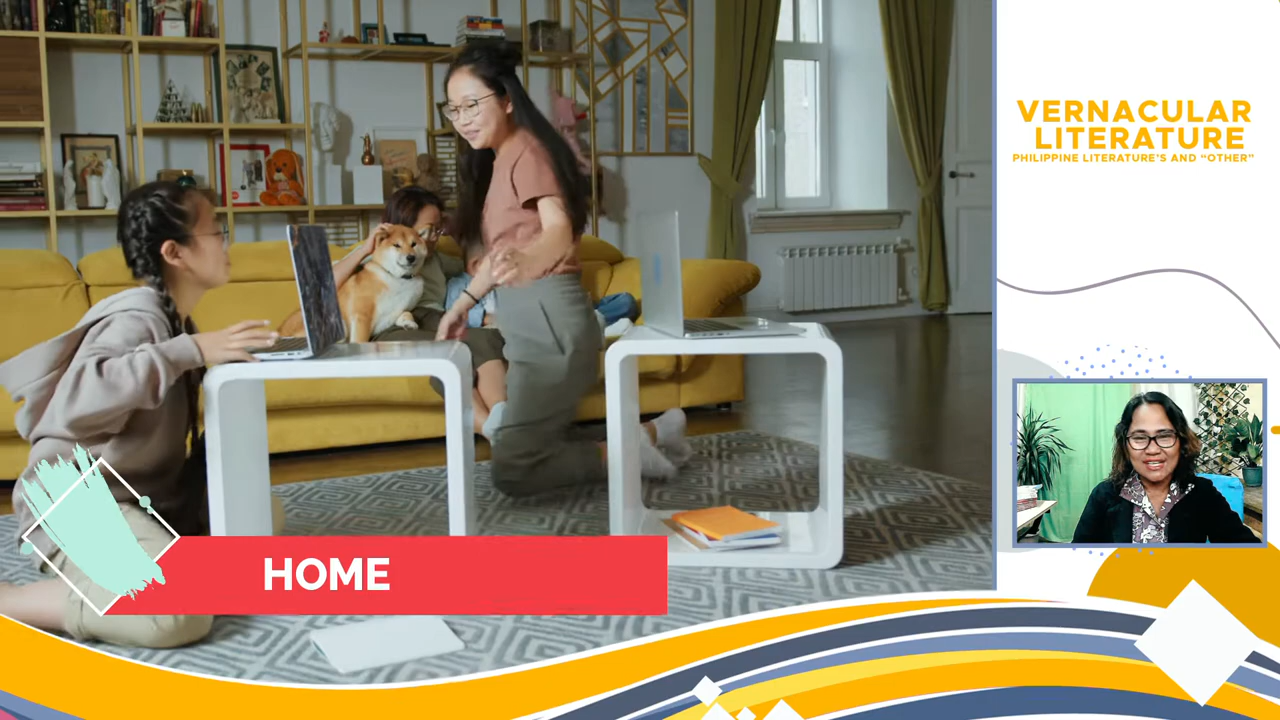 VERNACULAR
LITERATURE
PHILIPPINE LITERATURE'S AND "OTHER"
HOME